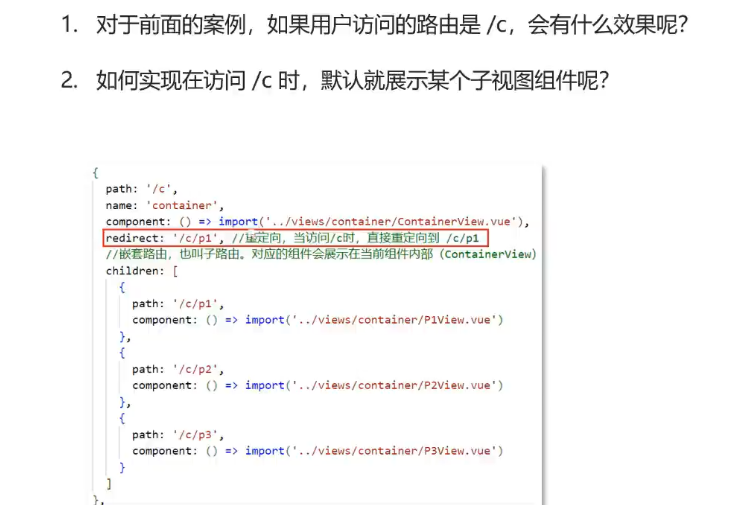 1. 对于前面的案例，如果用户访问的路由是 /c，会有什么效果呢？
2. 如何实现在访问 /c 时，默认就展示某个子视图组件呢？
{
path: '/c',
name: 'container',
component: () => import('../views/container/ContainerView.vue'),
redirect: '/c/p1', //重定向，当访问/c时，直接重定向到 /c/p1
//嵌套路由，也叫子路由。对应的组件会展示在当前组件内部（ContainerView）
children: [
{
path: '/c/p1',
component: () => import('../views/container/P1View.vue')
},
{
path: '/c/p2',
component: () => import('../views/container/P2View.vue')
},
{
path: '/c/p3',
component: () => import('../views/container/P3View.vue')
}
]
},